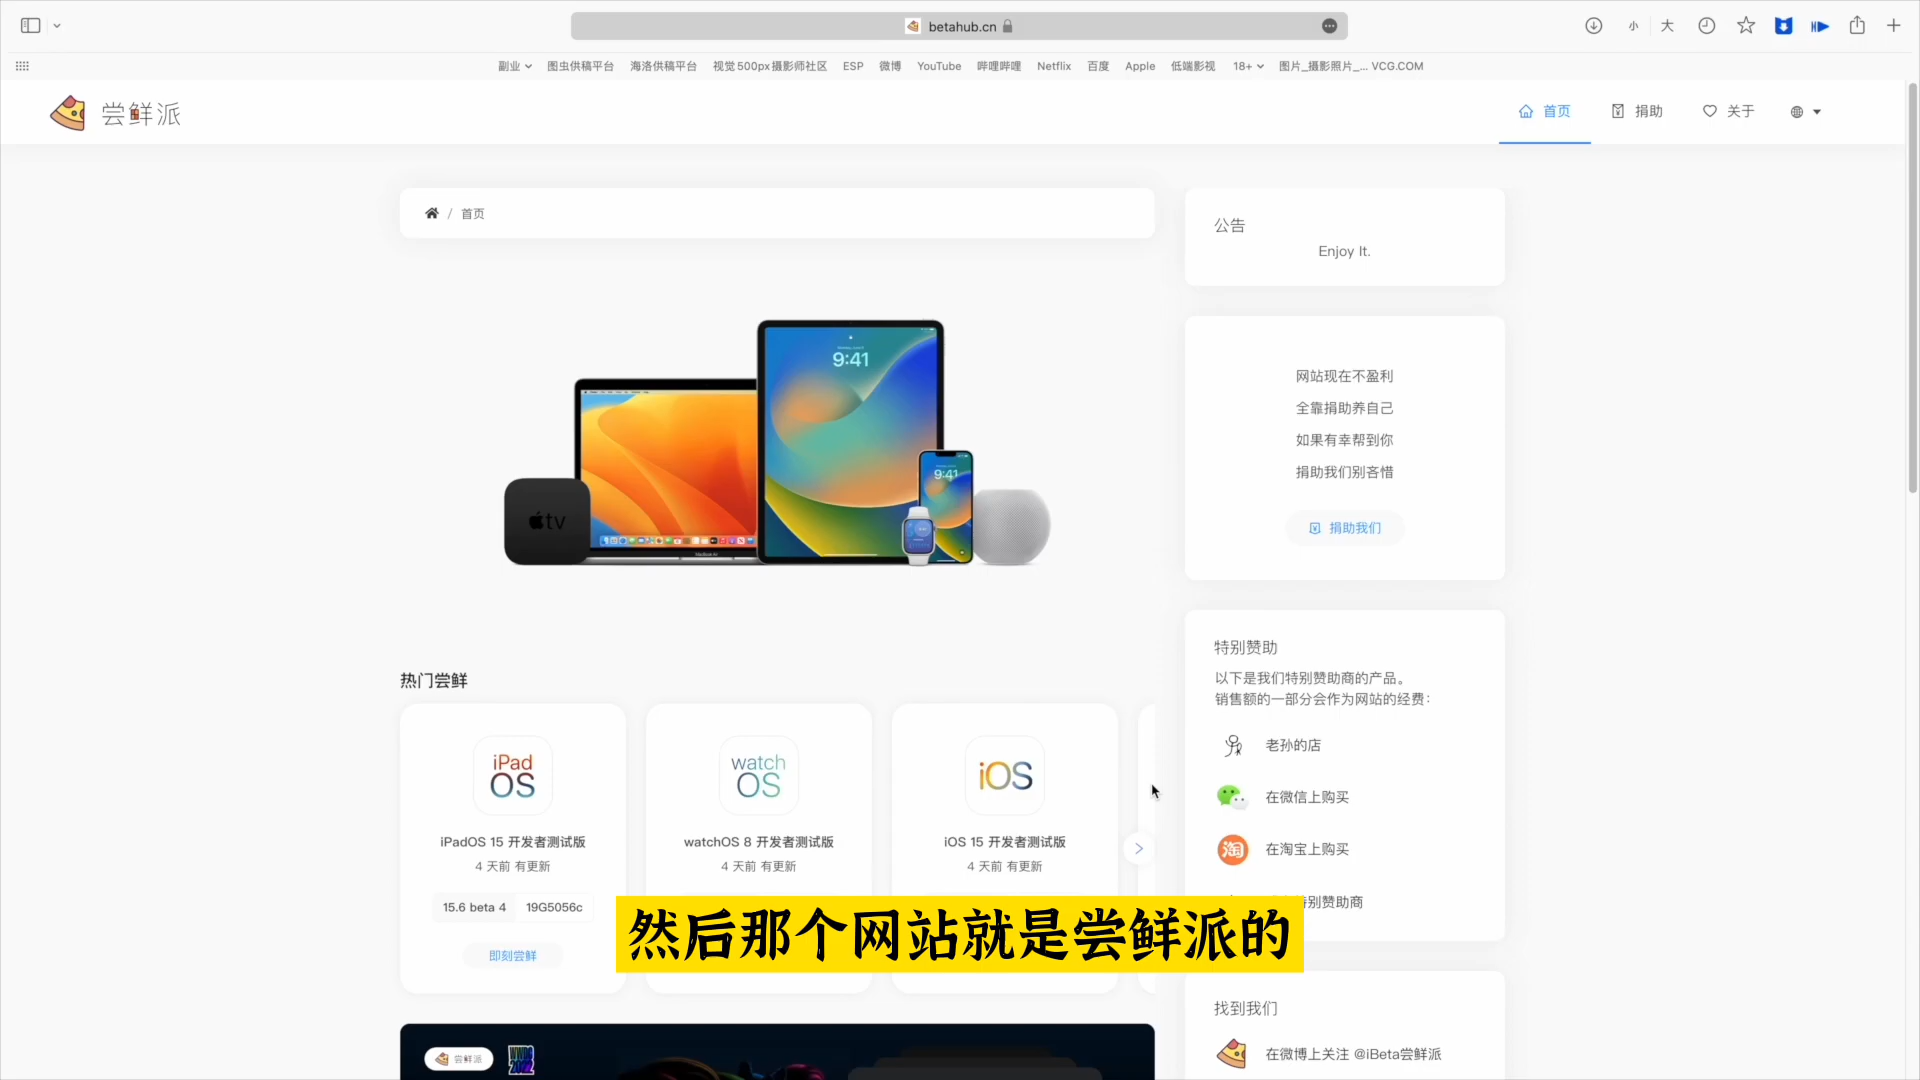 betahub.cn
小 大
副业 图虫供稿平台 海洛供稿平台 视觉500px摄影师社区 ESP 微博 YouTube 哔哩哔哩 Netflix 百度 Apple 低端影视 18+ 图片_摄影照片_... VCG.COM
尝鲜派
首页 捐助 关于
/ 首页
公告
Enjoy It.
9:41
9:41
tv
MacBook Air
网站现在不盈利
全靠捐助养自己
如果有幸帮到你
捐助我们别吝惜
捐助我们
特别赞助
以下是我们特别赞助商的产品。
销售额的一部分会作为网站的经费：
老孙的店
在微信上购买
淘 在淘宝上购买
特别赞助商
热门尝鲜
iPad OS
iPadOS 15 开发者测试版
4 天前 有更新
15.6 beta 4 19G5056c
即刻尝鲜
watch OS
watchOS 8 开发者测试版
4 天前 有更新
iOS
iOS 15 开发者测试版
4 天前 有更新
然后那个网站就是尝鲜派的
找到我们
在微博上关注 @iBeta尝鲜派
尝鲜派
WWDC 2022